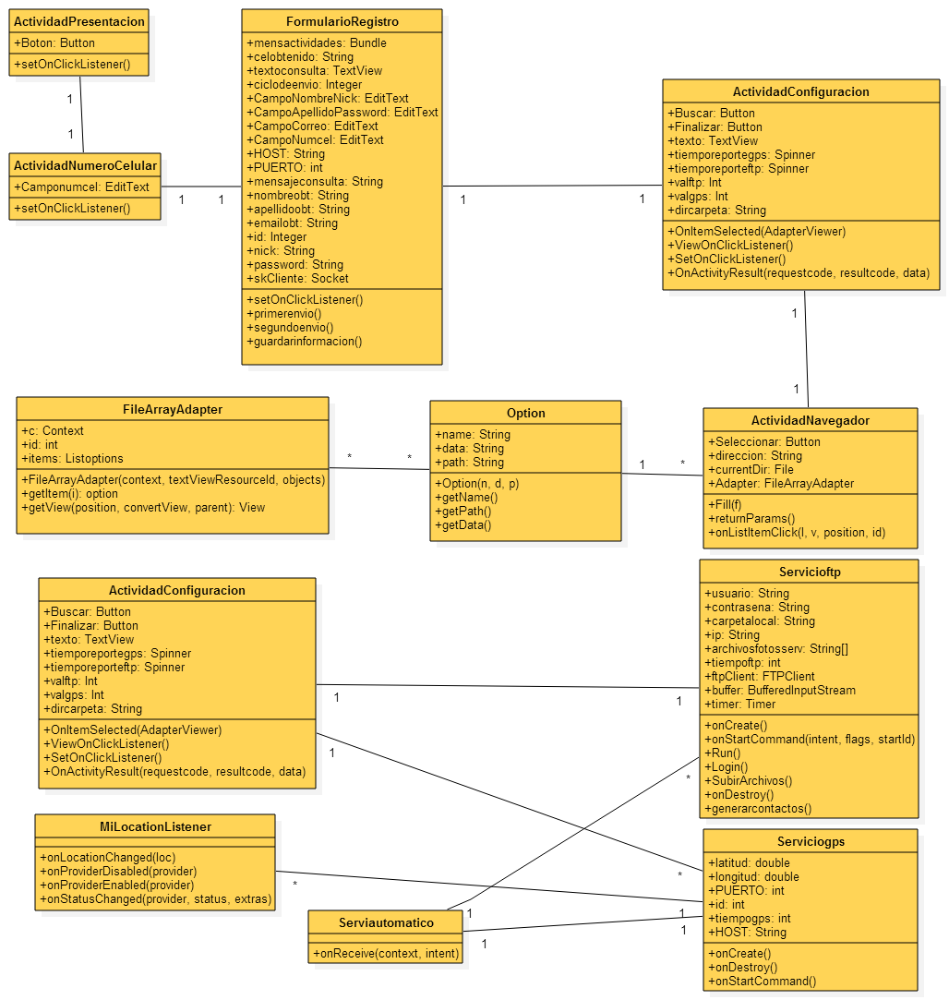 ActividadPresentacion
+Boton: Button
+setOnClickListener()
1
1
ActividadNumeroCelular
+Camponumcel: EditText
+setOnClickListener()
1
1
FormularioRegistro
+mensactividades: Bundle
+celobtenido: String
+textoconsulta: TextView
+ciclodeenvio: Integer
+CampoNombreNick: EditText
+CampoApellidoPassword: EditText
+CampoCorreo: EditText
+CampoNumcel: EditText
+HOST: String
+PUERTO: int
+mensajeconsulta: String
+nombreobt: String
+apellidoobt: String
+emailobt: String
+id: Integer
+nick: String
+password: String
+skCliente: Socket
+setOnClickListener()
+primerenvio()
+segundoenvio()
+guardarinformacion()
1
1
ActividadConfiguracion
+Buscar: Button
+Finalizar: Button
+texto: TextView
+tiemporeportegps: Spinner
+tiemporeporteftp: Spinner
+valftp: Int
+valgps: Int
+dircarpeta: String
+OnItemSelected(AdapterViewer)
+ViewOnClickListener()
+SetOnClickListener()
+OnActivityResult(requestcode, resultcode, data)
1
1
FileArrayAdapter
+c: Context
+id: int
+items: Listoptions
+FileArrayAdapter(context, textViewResourceId, objects)
+getItem(i): option
+getView(position, convertView, parent): View
*
*
Option
+name: String
+data: String
+path: String
+Option(n, d, p)
+getName()
+getPath()
+getData()
1
*
ActividadNavegador
+Seleccionar: Button
+direccion: String
+currentDir: File
+Adapter: FileArrayAdapter
+Fill(f)
+returnParams()
+onListItemClick(l, v, position, id)
ActividadConfiguracion
+Buscar: Button
+Finalizar: Button
+texto: TextView
+tiemporeportegps: Spinner
+tiemporeporteftp: Spinner
+valftp: Int
+valgps: Int
+dircarpeta: String
+OnItemSelected(AdapterViewer)
+ViewOnClickListener()
+SetOnClickListener()
+OnActivityResult(requestcode, resultcode, data)
1
1
1
*
Servicioftp
+usuario: String
+contrasena: String
+carpetalocal: String
+ip: String
+archivosfotosserv: String[]
+tiempoftp: int
+ftpClient: FTPClient
+buffer: BufferedInputStream
+timer: Timer
+onCreate()
+onStartCommand(intent, flags, startId)
+Run()
+Login()
+SubirArchivos()
+onDestroy()
+generarcontactos()
*
MiLocationListener
+onLocationChanged(loc)
+onProviderDisabled(provider)
+onProviderEnabled(provider)
+onStatusChanged(provider, status, extras)
*
1
Serviautomatico
+onReceive(context, intent)
1
1
1
Serviciogps
+latitud: double
+longitud: double
+PUERTO: int
+id: int
+tiempogps: int
+HOST: String
+onCreate()
+onDestroy()
+onStartCommand()